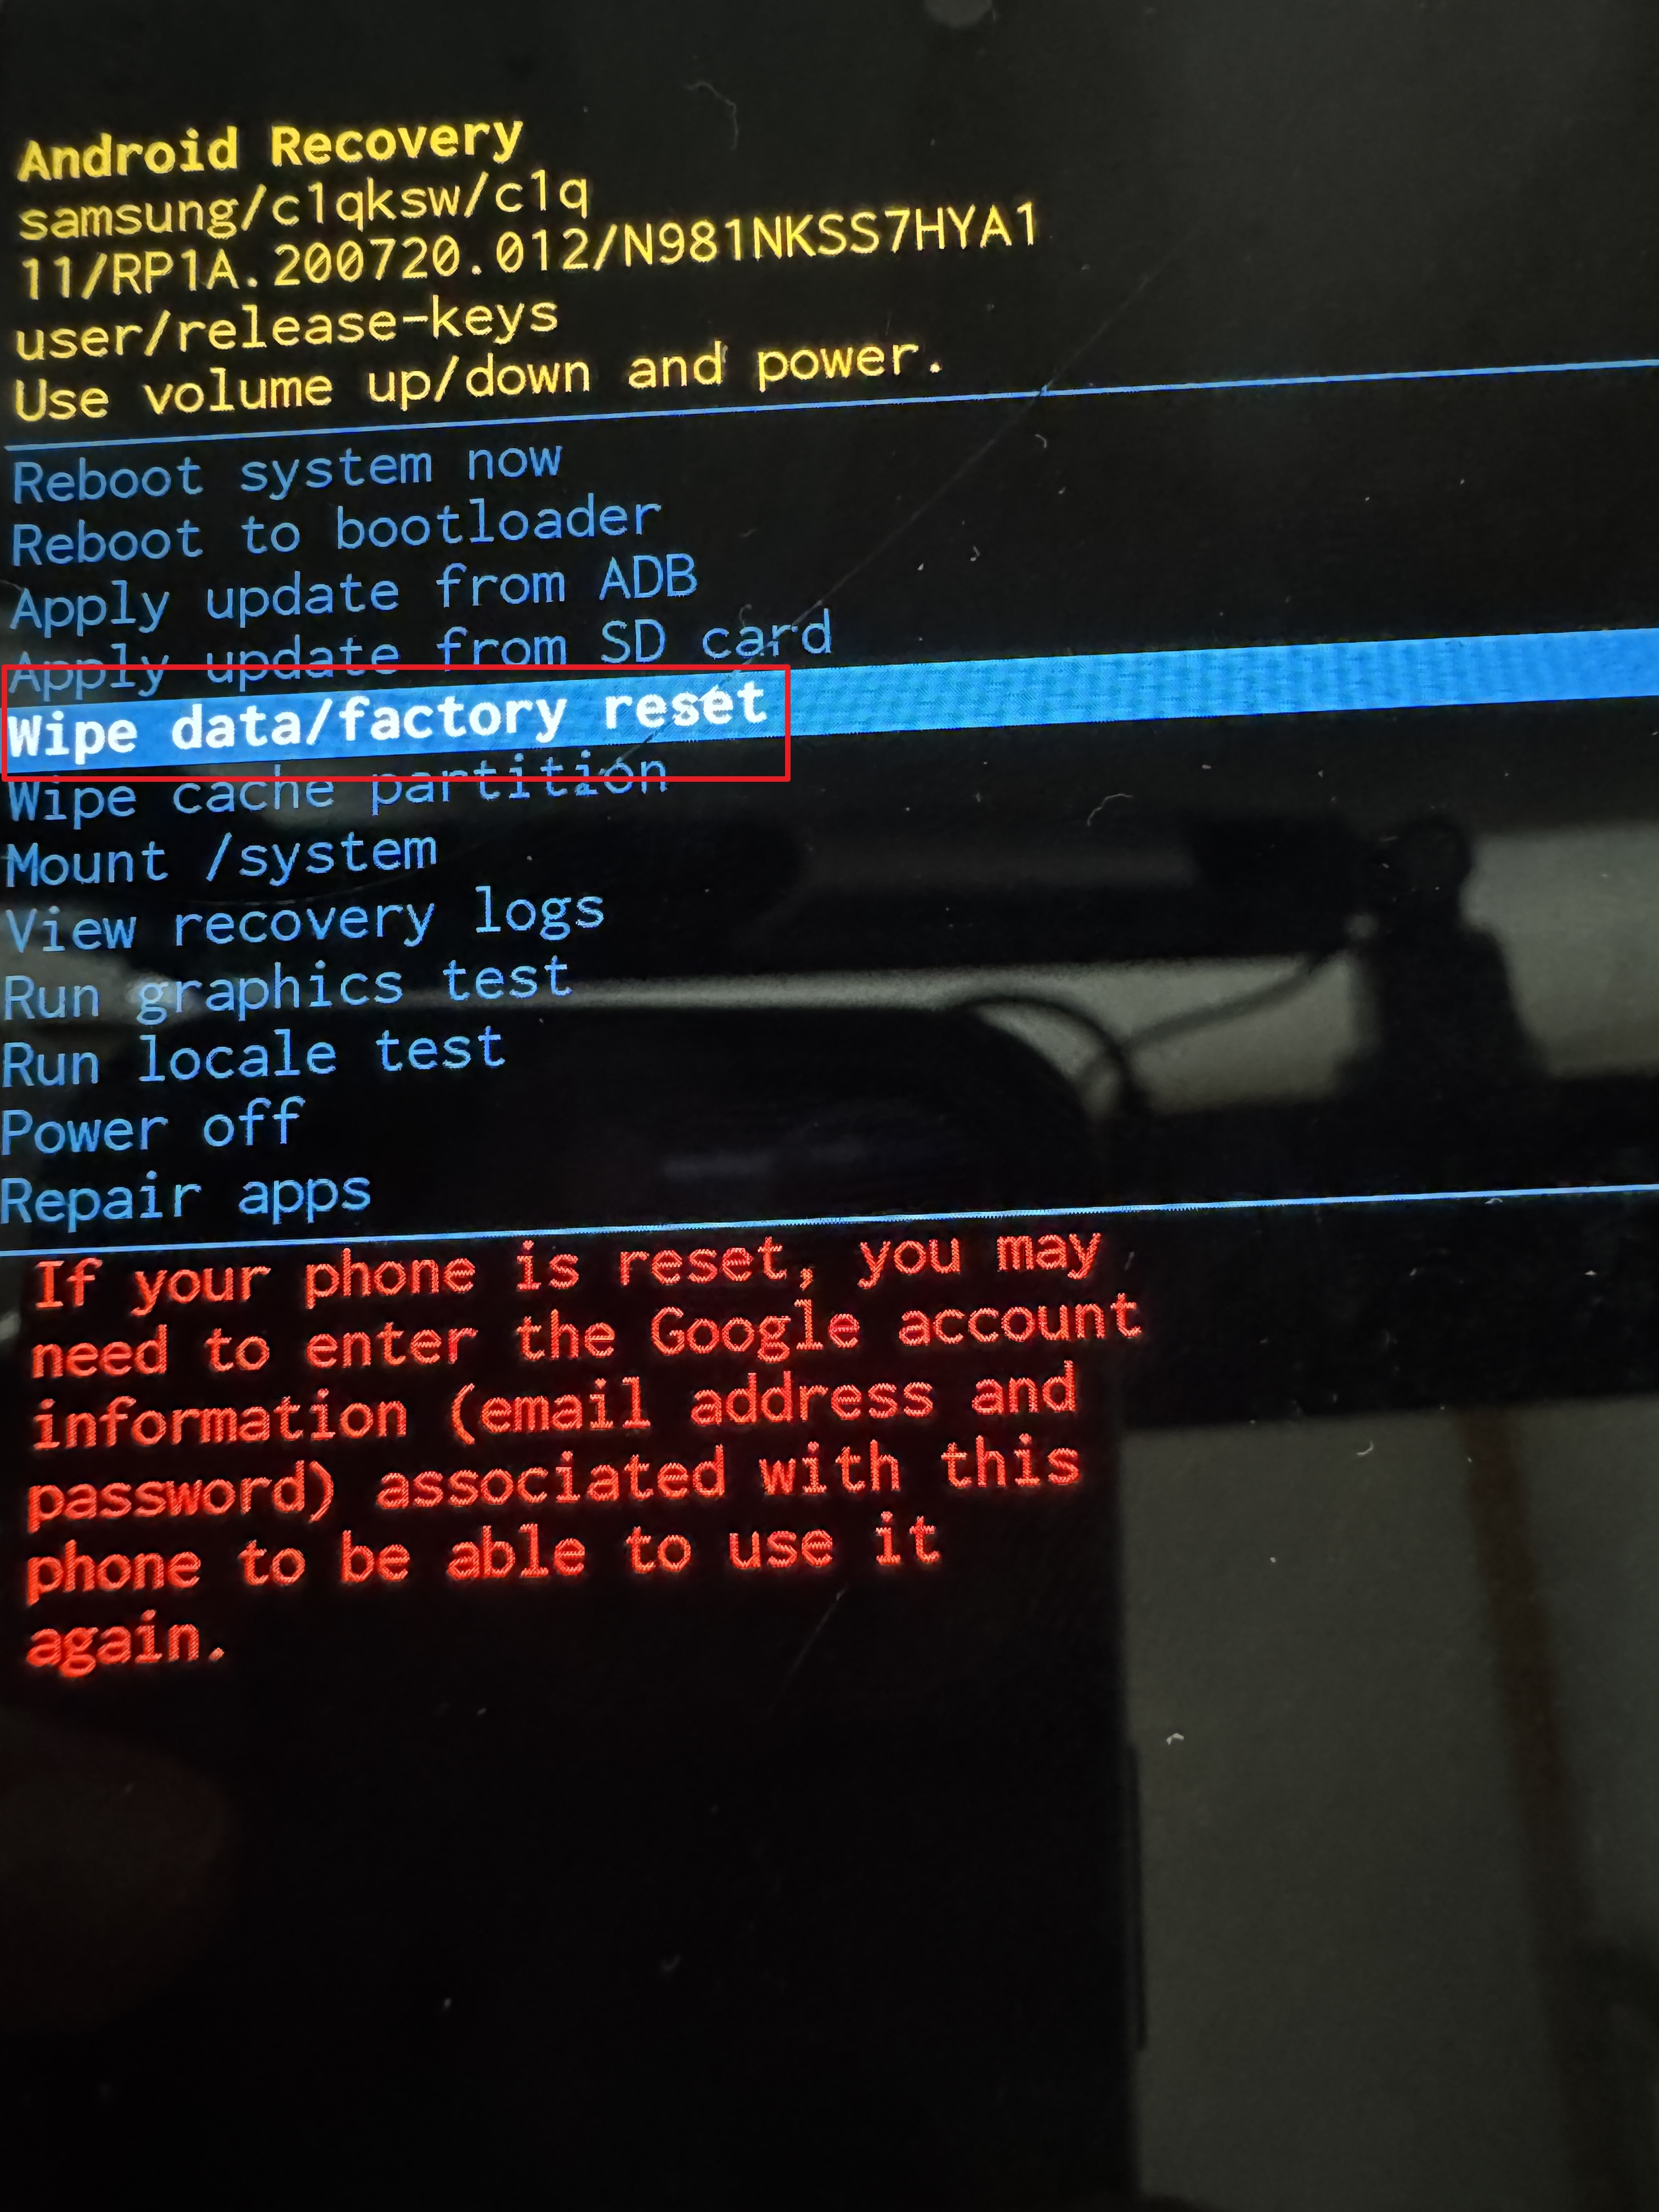 Android Recovery
samsung/c1qksw/c1q
11/RP1A.200720.012/N981NKSS7HYA1
user/release-keys
Use volume up/down and power.
Reboot system now
Reboot to bootloader
Apply update from ADB
Apply update from SD card
Wipe data/factory reset
Wipe cache partition
Mount /system
View recovery logs
Run graphics test
Run locale test
Power off
Repair apps
If your phone is reset, you may
need to enter the Google account
information (email address and
password) associated with this
phone to be able to use it
again.